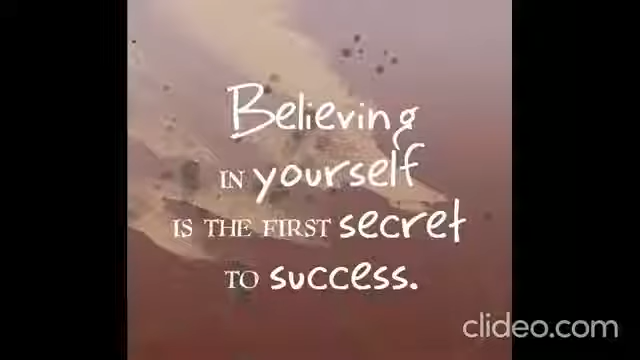 Believing
IN yourself
IS THE FIRST secret
TO success.
clideo.com